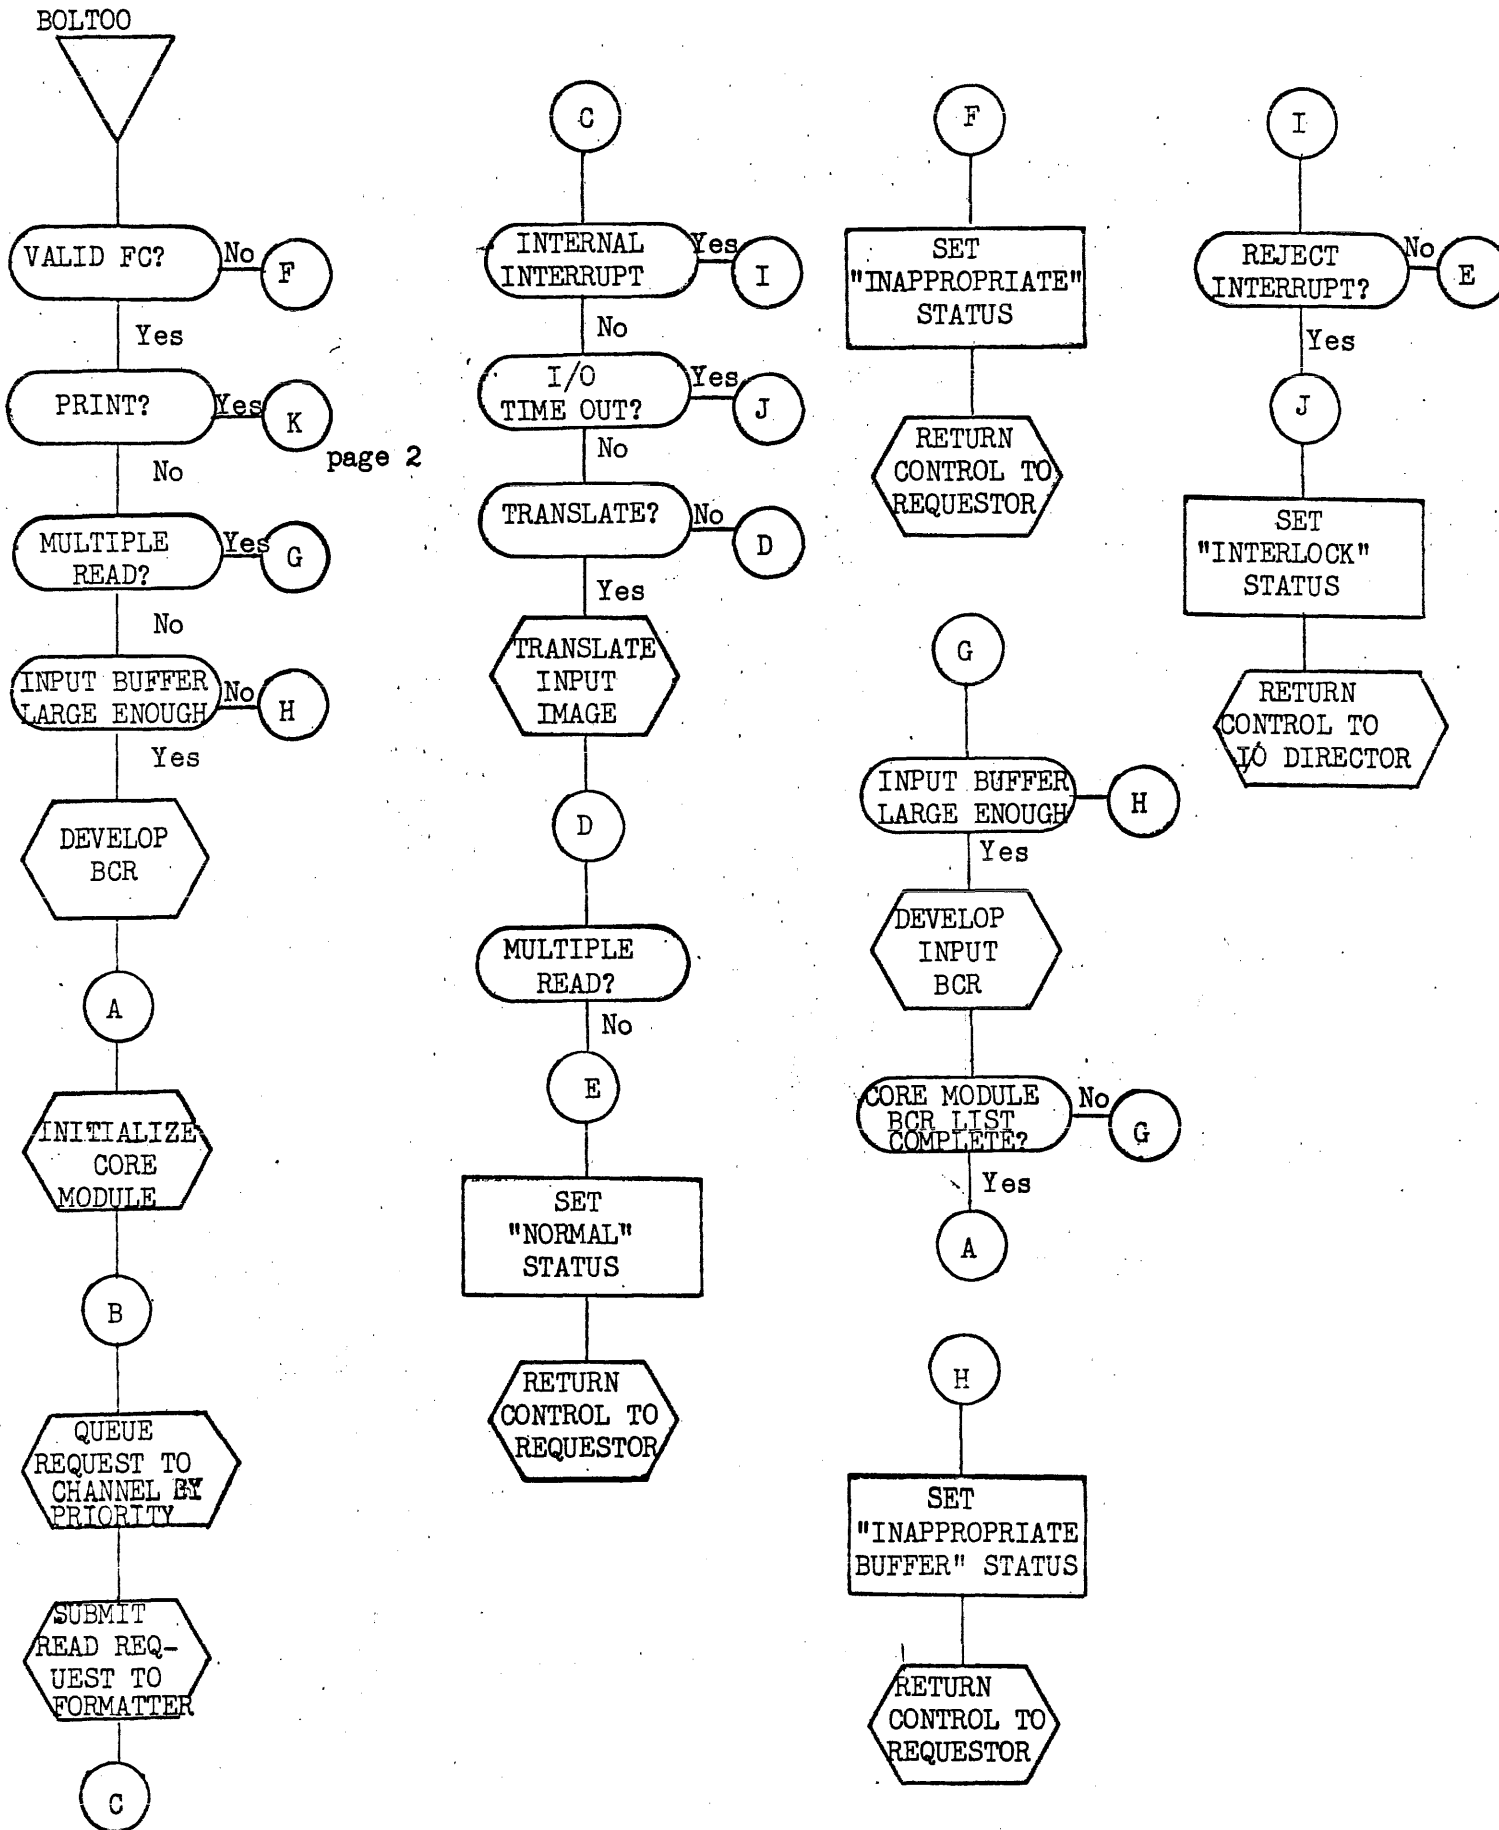 BOLTOO
VALID FC?
No
F
Yes
PRINT?
Yes
K
page 2
No
MULTIPLE
READ?
Yes
G
No
INPUT BUFFER
LARGE ENOUGH
No
H
Yes
DEVELOP
BCR
A
INITIALIZE
CORE
MODULE
B
QUEUE
REQUEST TO
CHANNEL BY
PRIORITY
SUBMIT
READ REQ-
UEST TO
FORMATTER
C
C
INTERNAL
INTERRUPT
Yes
I
No
I/O
TIME OUT?
Yes
J
No
TRANSLATE?
No
D
Yes
TRANSLATE
INPUT
IMAGE
D
MULTIPLE
READ?
No
E
SET
"NORMAL"
STATUS
RETURN
CONTROL TO
REQUESTOR
F
SET
"INAPPROPRIATE"
STATUS
RETURN
CONTROL TO
REQUESTOR
G
INPUT BUFFER
LARGE ENOUGH
H
Yes
DEVELOP
INPUT
BCR
CORE MODULE
BCR LIST
COMPLETE?
No
G
Yes
A
H
SET
"INAPPROPRIATE
BUFFER" STATUS
RETURN
CONTROL TO
REQUESTOR
I
REJECT
INTERRUPT?
No
E
Yes
J
SET
"INTERLOCK"
STATUS
RETURN
CONTROL TO
I/O DIRECTOR